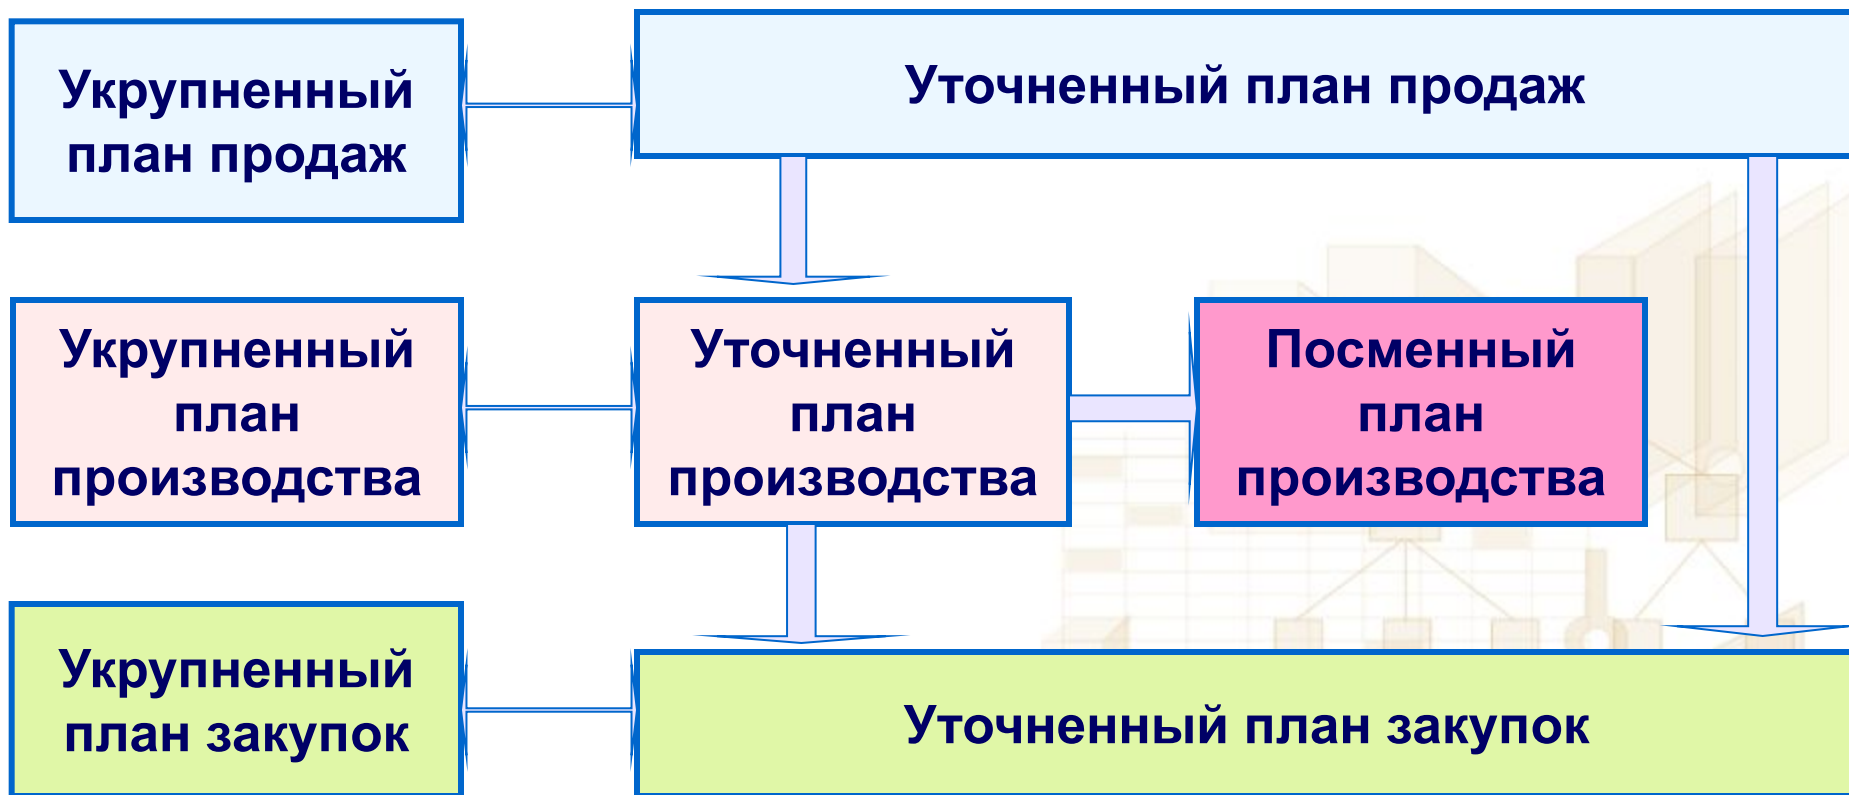 Укрупненный
план продаж
Уточненный план продаж
Укрупненный
план
производства
Уточненный
план
производства
Посменный
план
производства
Укрупненный
план закупок
Уточненный план закупок